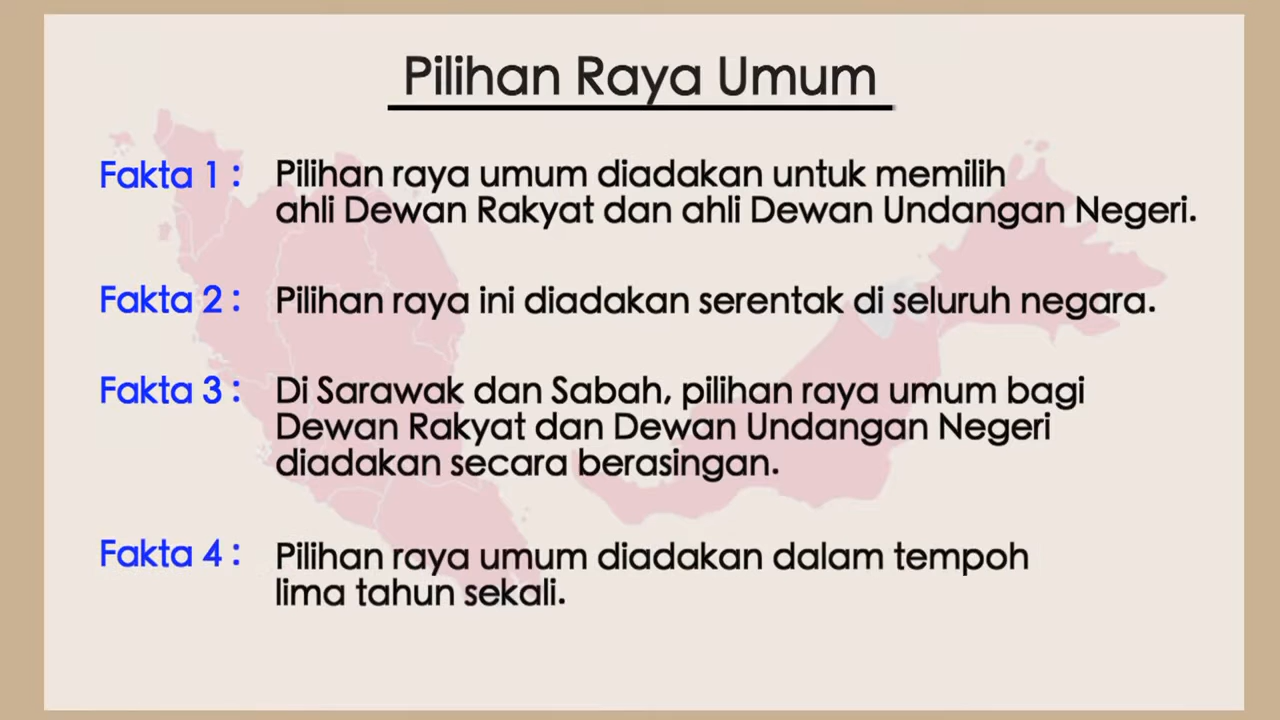 Pilihan Raya Umum
Fakta 1 : Pilihan raya umum diadakan untuk memilih
ahli Dewan Rakyat dan ahli Dewan Undangan Negeri.
Fakta 2 : Pilihan raya ini diadakan serentak di seluruh negara.
Fakta 3 : Di Sarawak dan Sabah, pilihan raya umum bagi
Dewan Rakyat dan Dewan Undangan Negeri
diadakan secara berasingan.
Fakta 4 : Pilihan raya umum diadakan dalam tempoh
lima tahun sekali.